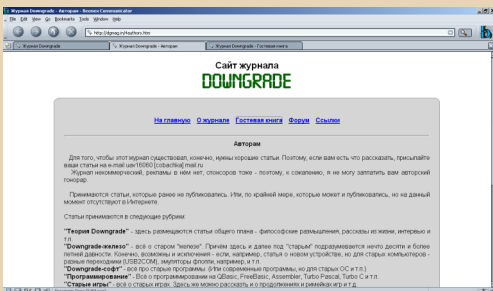 Журнал Downgrade - Авторам - Beonex Communicator
File Edit View Go Bookmarks Tools Window Help
http://dgmag.in/#authors.htm
Журнал Downgrade
Журнал Downgrade - Авторам
Журнал Downgrade - Гостевая книга
Сайт журнала
DOWNGRADE
На главную О журнале Гостевая книга Форум Ссылки
Авторам
Для того, чтобы этот журнал существовал, конечно, нужны хорошие статьи. Поэтому, если вам есть что рассказать, присылайте
ваши статьи на e-mail uav16060 [cobachka] mail.ru.
Журнал некоммерческий, рекламы в нём нет, спонсоров тоже - поэтому, к сожалению, я не могу заплатить вам авторский
гонорар.
Принимаются статьи, которые ранее не публиковались. Или, по крайней мере, которые может и публиковались, но на данный
момент отсутствуют в Интернете.
Статьи принимаются в следующие рубрики:
"Теория Downgrade" - здесь размещаются статьи общего плана - философские размышления, рассказы из жизни, интервью и
т.п.
"Downgrade-железо" - всё о старом "железе". Причём здесь и далее под "старым" подразумевается нечто десяти и более
летней давности. Конечно, возможны и исключения - если, например, статья о новом устройстве, но для старых компьютеров -
разные переходники (USB2COM), эмуляторы флоппи, например, и т.п.
"Downgrade-софт" - всё про старые программы. (Или современные программы, но для старых ОС и т.п.)
"Программирование" - Всё о программировании на QBasic, FreeBasic, Assembler, Turbo Pascal, Turbo C и т.п.
"Старые игры" - всё о старых играх. Здесь же можно рассказать и о продолжениях и римейках игр и т.д.